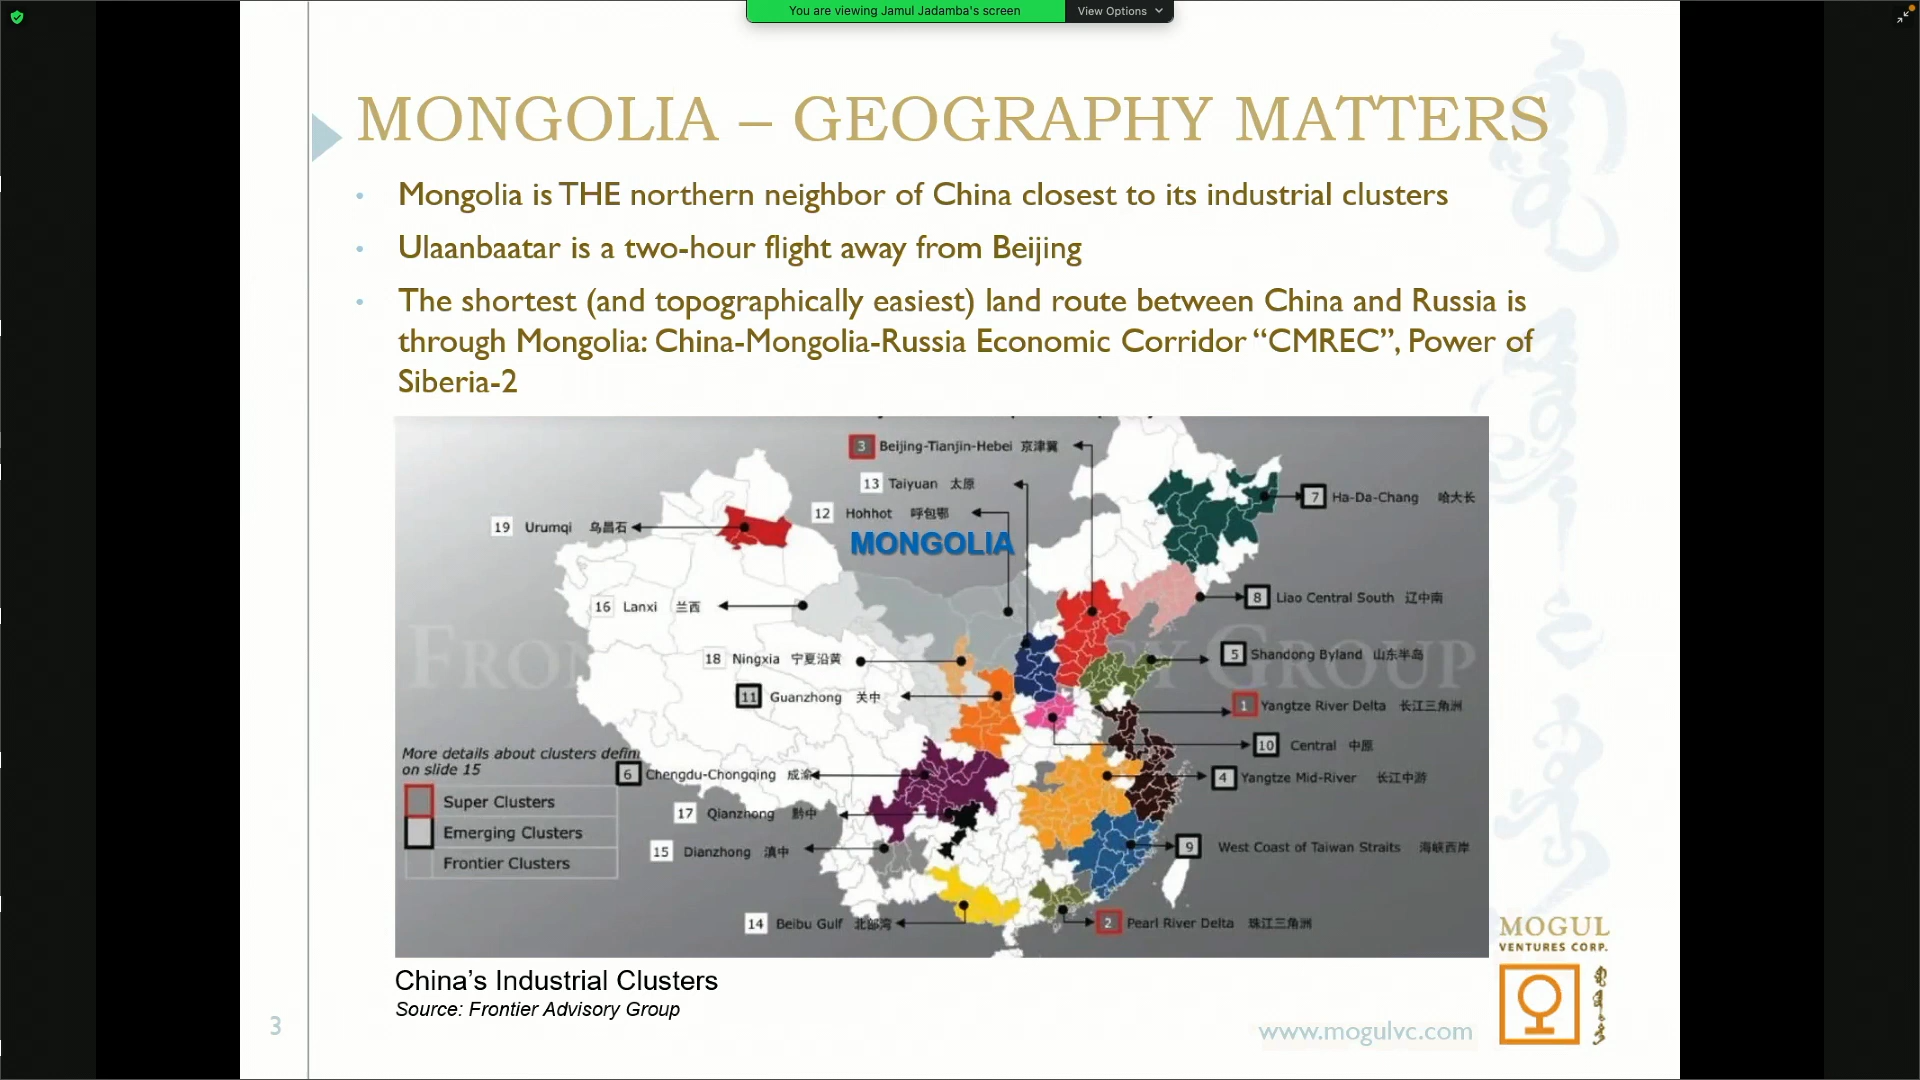 You are viewing Jamul Jadamba's screen
View Options
MONGOLIA – GEOGRAPHY MATTERS
• Mongolia is THE northern neighbor of China closest to its industrial clusters
• Ulaanbaatar is a two-hour flight away from Beijing
• The shortest (and topographically easiest) land route between China and Russia is
through Mongolia: China-Mongolia-Russia Economic Corridor “CMREC”, Power of
Siberia-2
3 Beijing-Tianjin-Hebei 京津冀
13 Taiyuan 太原
12 Hohhot 呼包鄂
7 Ha-Da-Chang 哈大长
19 Urumqi 乌昌石
MONGOLIA
16 Lanxi 兰西
8 Liao Central South 辽中南
18 Ningxia 宁夏沿黄
5 Shandong Byland 山东半岛
11 Guanzhong 关中
1 Yangtze River Delta 长江三角洲
10 Central 中原
More details about clusters defin
on slide 15
6 Chengdu-Chongqing 成渝
4 Yangtze Mid-River 长江中游
Super Clusters
17 Qianzhong 黔中
Emerging Clusters
15 Dianzhong 滇中
9 West Coast of Taiwan Straits 海峡西岸
Frontier Clusters
14 Beibu Gulf 北部湾
2 Pearl River Delta 珠江三角洲
MOGUL
VENTURES CORP.
China’s Industrial Clusters
Source: Frontier Advisory Group
3
www.mogulvc.com